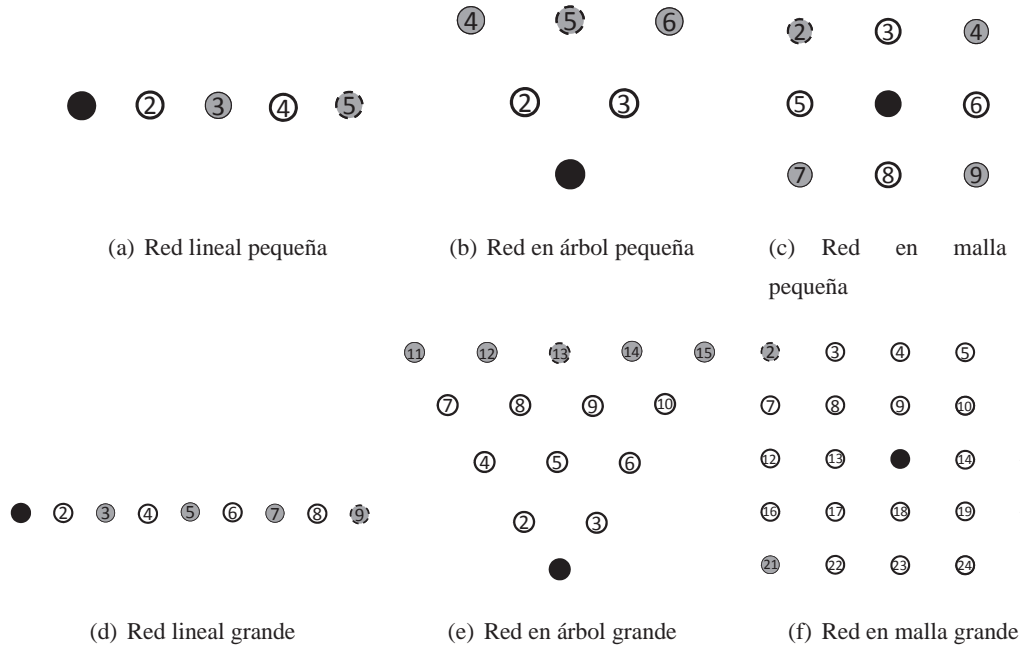 4 5 6
2 3 4
2 3 4 5
2 3
5 6
7 8 9
(a) Red lineal pequeña
(b) Red en árbol pequeña
(c) Red en malla
pequeña
11 12 13 14 15
2 3 4 5
7 8 9 10
7 8 9 10
4 5 6
12 13 14
2 3 4 5 6 7 8 9
16 17 18 19
2 3
21 22 23 24
(d) Red lineal grande
(e) Red en árbol grande
(f) Red en malla grande